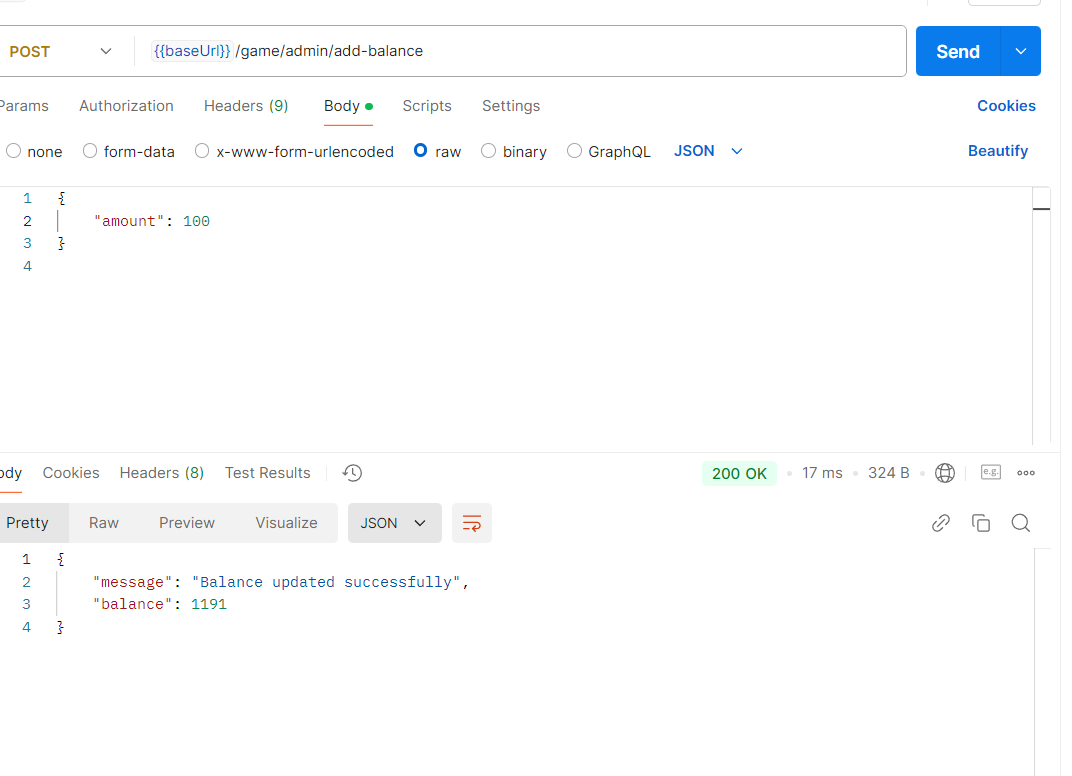 POST {{baseUrl}} /game/admin/add-balance Send
Params Authorization Headers (9) Body Scripts Settings Cookies
none form-data x-www-form-urlencoded raw binary GraphQL JSON Beautify
1 {
2 "amount": 100
3 }
4
ody Cookies Headers (8) Test Results 200 OK 17 ms 324 B e.g.
Pretty Raw Preview Visualize JSON
1 {
2 "message": "Balance updated successfully",
3 "balance": 1191
4 }